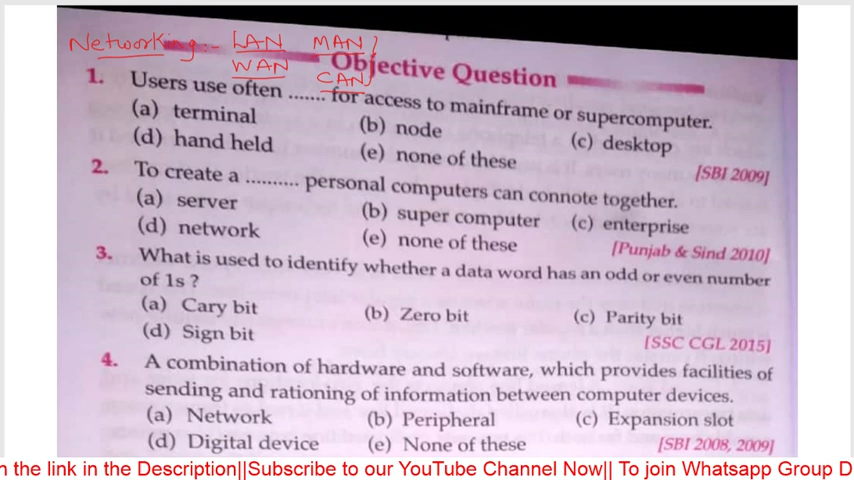 Networking:- LAN MAN
WAN CAN
Objective Question
1. Users use often ....... for access to mainframe or supercomputer.
(a) terminal (b) node (c) desktop
(d) hand held (e) none of these [SBI 2009]
2. To create a .......... personal computers can connote together.
(a) server (b) super computer (c) enterprise
(d) network (e) none of these [Punjab & Sind 2010]
3. What is used to identify whether a data word has an odd or even number
of 1s ?
(a) Cary bit (b) Zero bit (c) Parity bit
(d) Sign bit [SSC CGL 2015]
4. A combination of hardware and software, which provides facilities of
sending and rationing of information between computer devices.
(a) Network (b) Peripheral (c) Expansion slot
(d) Digital device (e) None of these [SBI 2008, 2009]
n the link in the Description||Subscribe to our YouTube Channel Now|| To join Whatsapp Group D